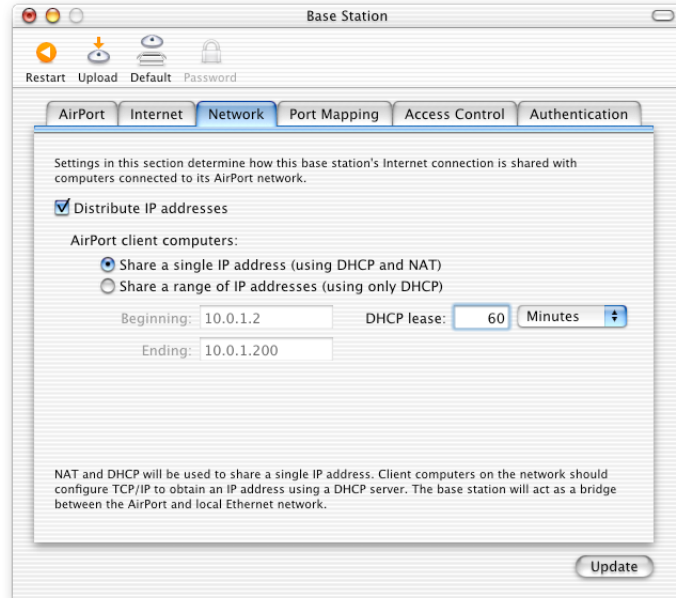 Base Station
Restart Upload Default Password
AirPort Internet Network Port Mapping Access Control Authentication
Settings in this section determine how this base station's Internet connection is shared with
computers connected to its AirPort network.
Distribute IP addresses
AirPort client computers:
Share a single IP address (using DHCP and NAT)
Share a range of IP addresses (using only DHCP)
Beginning: 10.0.1.2 DHCP lease: 60 Minutes
Ending: 10.0.1.200
NAT and DHCP will be used to share a single IP address. Client computers on the network should
configure TCP/IP to obtain an IP address using a DHCP server. The base station will act as a bridge
between the AirPort and local Ethernet network.
Update